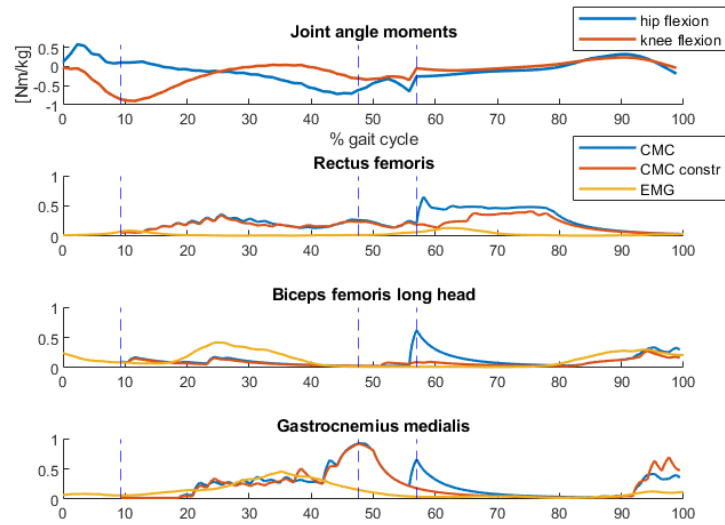 Joint angle moments
hip flexion
knee flexion
[Nm/kg]
0.5
0
-0.5
-1
0 10 20 30 40 50 60 70 80 90 100
% gait cycle
CMC
CMC constr
EMG
Rectus femoris
1
0.5
0
0 10 20 30 40 50 60 70 80 90 100
Biceps femoris long head
1
0.5
0
0 10 20 30 40 50 60 70 80 90 100
Gastrocnemius medialis
1
0.5
0
0 10 20 30 40 50 60 70 80 90 100